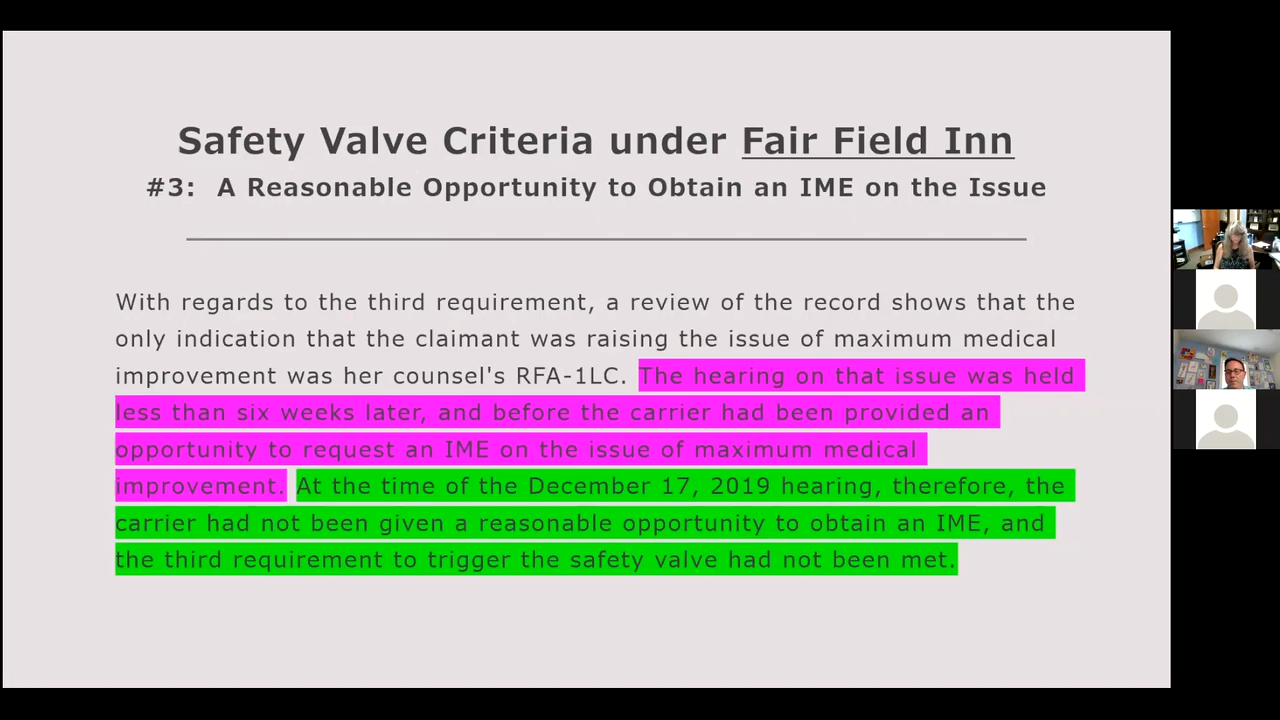 Safety Valve Criteria under Fair Field Inn
#3:  A Reasonable Opportunity to Obtain an IME on the Issue
With regards to the third requirement, a review of the record shows that the
only indication that the claimant was raising the issue of maximum medical
improvement was her counsel's RFA-1LC. The hearing on that issue was held
less than six weeks later, and before the carrier had been provided an
opportunity to request an IME on the issue of maximum medical
improvement. At the time of the December 17, 2019 hearing, therefore, the
carrier had not been given a reasonable opportunity to obtain an IME, and
the third requirement to trigger the safety valve had not been met.